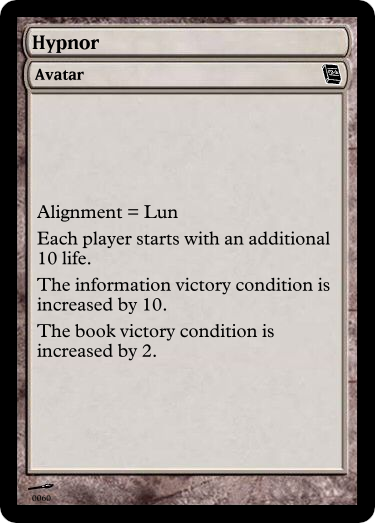 Hypnor
Avatar
Alignment = Lun
Each player starts with an additional
10 life.
The information victory condition is
increased by 10.
The book victory condition is
increased by 2.
0060